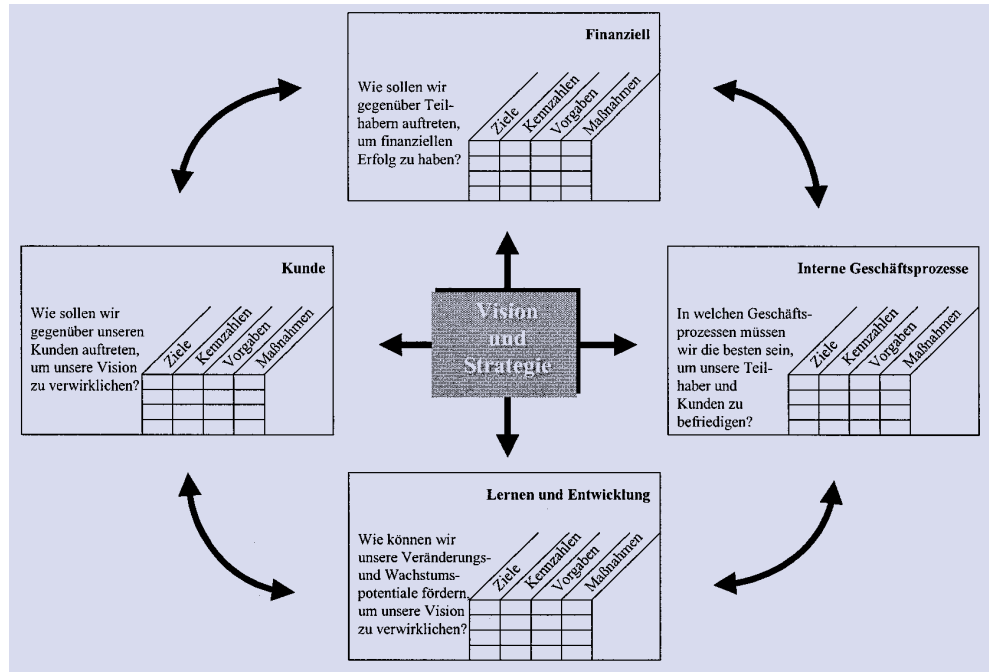 Finanziell
Wie sollen wir
gegenüber Teil-
habern auftreten,
um finanziellen
Erfolg zu haben?
Ziele
Kennzahlen
Vorgaben
Maßnahmen
Kunde
Wie sollen wir
gegenüber unseren
Kunden auftreten,
um unsere Vision
zu verwirklichen?
Ziele
Kennzahlen
Vorgaben
Maßnahmen
Vision
und
Strategie
Interne Geschäftsprozesse
In welchen Geschäfts-
prozessen müssen
wir die besten sein,
um unsere Teil-
haber und
Kunden zu
befriedigen?
Ziele
Kennzahlen
Vorgaben
Maßnahmen
Lernen und Entwicklung
Wie können wir
unsere Veränderungs-
und Wachstums-
potentiale fördern,
um unsere Vision
zu verwirklichen?
Ziele
Kennzahlen
Vorgaben
Maßnahmen